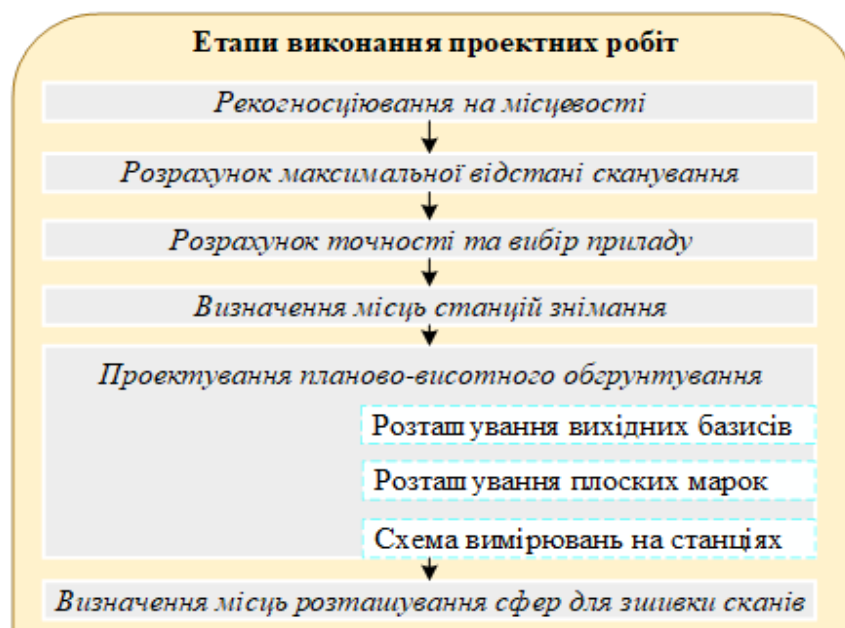 Етапи виконання проектних робіт
Рекогносціювання на місцевості
Розрахунок максимальної відстані сканування
Розрахунок точності та вибір приладу
Визначення місць станцій знімання
Проектування планово-висотного обґрунтування
Розташування вихідних базисів
Розташування плоских марок
Схема вимірювань на станціях
Визначення місць розташування сфер для зшивки сканів